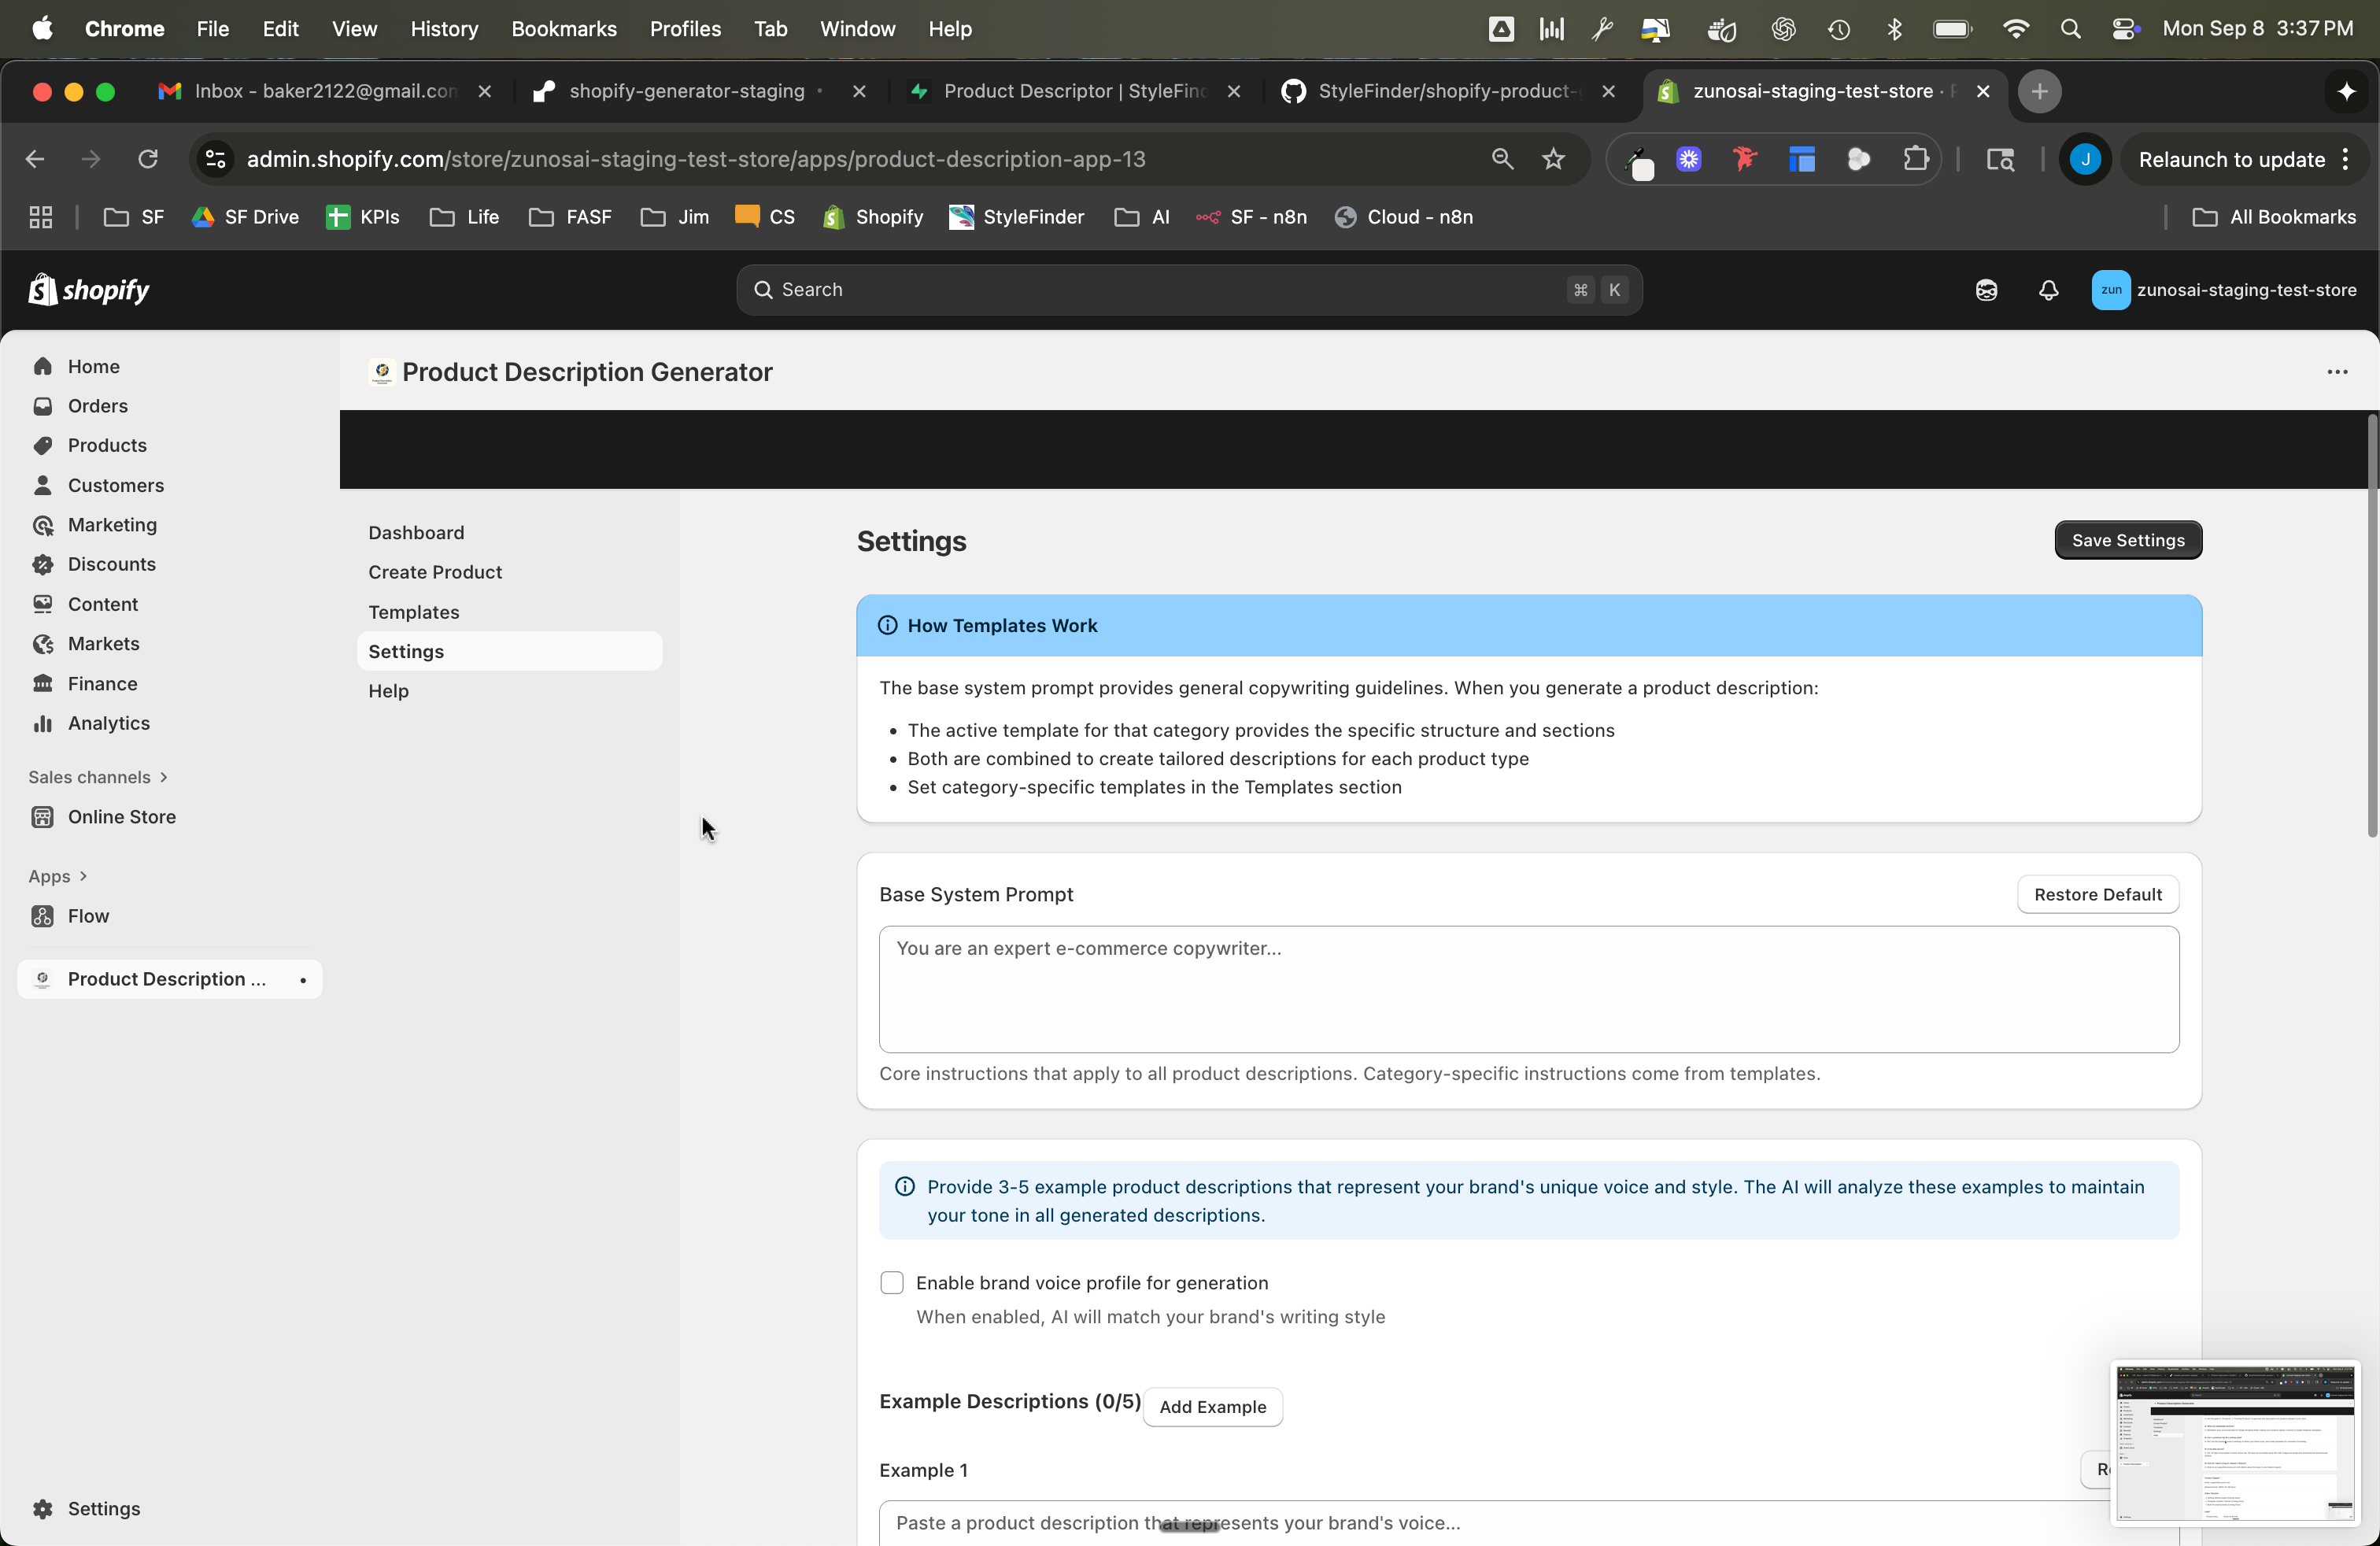 Chrome File Edit View History Bookmarks Profiles Tab Window Help Mon Sep 8 3:37 PM
Inbox - baker2122@gmail.con shopify-generator-staging Product Descriptor | StyleFin StyleFinder/shopify-product- zunosai-staging-test-store ·
admin.shopify.com/store/zunosai-staging-test-store/apps/product-description-app-13 J Relaunch to update
SF SF Drive KPIs Life FASF Jim CS Shopify StyleFinder AI SF - n8n Cloud - n8n All Bookmarks
shopify Search ⌘ K zun zunosai-staging-test-store
Home
Orders
Products
Customers
Marketing
Discounts
Content
Markets
Finance
Analytics
Sales channels
Online Store
Apps
Flow
Product Description ...
Settings
Product Description Generator
Dashboard
Create Product
Templates
Settings
Help
Settings Save Settings
How Templates Work
The base system prompt provides general copywriting guidelines. When you generate a product description:
• The active template for that category provides the specific structure and sections
• Both are combined to create tailored descriptions for each product type
• Set category-specific templates in the Templates section
Base System Prompt Restore Default
You are an expert e-commerce copywriter...
Core instructions that apply to all product descriptions. Category-specific instructions come from templates.
Provide 3-5 example product descriptions that represent your brand's unique voice and style. The AI will analyze these examples to maintain
your tone in all generated descriptions.
Enable brand voice profile for generation
When enabled, AI will match your brand's writing style
Example Descriptions (0/5) Add Example
Example 1
Paste a product description that represents your brand's voice...